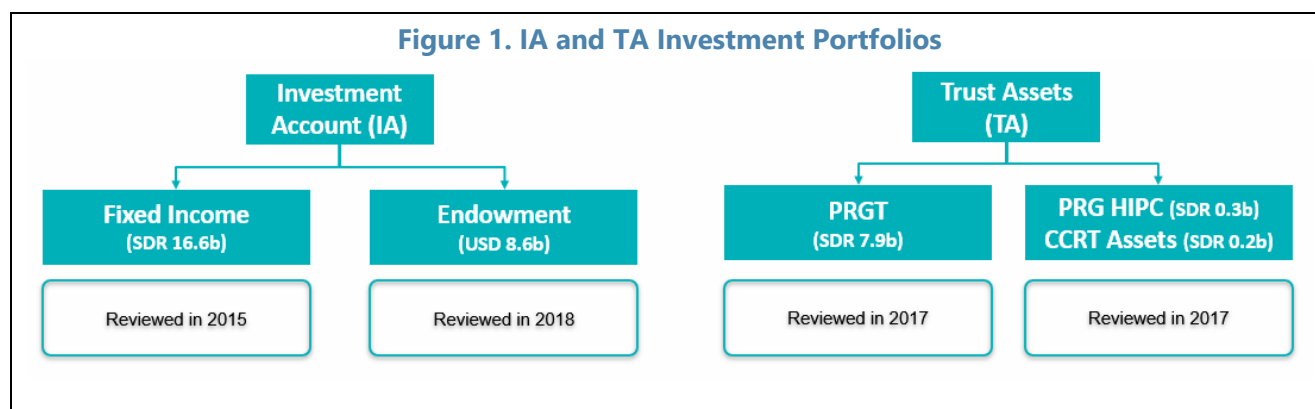 Figure 1. IA and TA Investment Portfolios
Investment
Account (IA)
Trust Assets
(TA)
Fixed Income
(SDR 16.6b)
Endowment
(USD 8.6b)
PRGT
(SDR 7.9b)
PRG HIPC (SDR 0.3b)
CCRT Assets (SDR 0.2b)
Reviewed in 2015
Reviewed in 2018
Reviewed in 2017
Reviewed in 2017